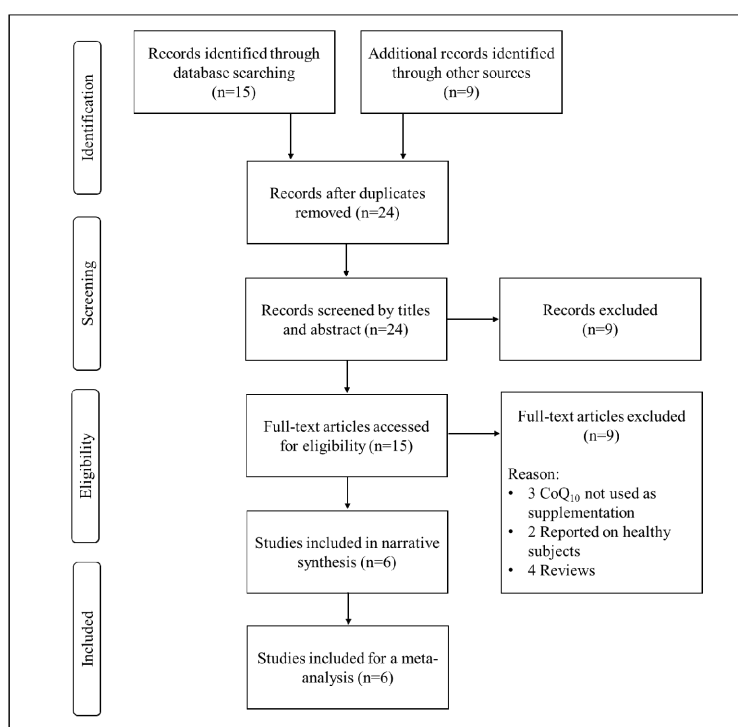 Identification
Records identified through
database searching
(n=15)
Additional records identified
through other sources
(n=9)
Records after duplicates
removed (n=24)
Screening
Records screened by titles
and abstract (n=24)
Records excluded
(n=9)
Eligibility
Full-text articles accessed
for eligibility (n=15)
Full-text articles excluded
(n=9)
Reason:
• 3 CoQ₁₀ not used as
supplementation
• 2 Reported on healthy
subjects
• 4 Reviews
Studies included in narrative
synthesis (n=6)
Included
Studies included for a meta-
analysis (n=6)